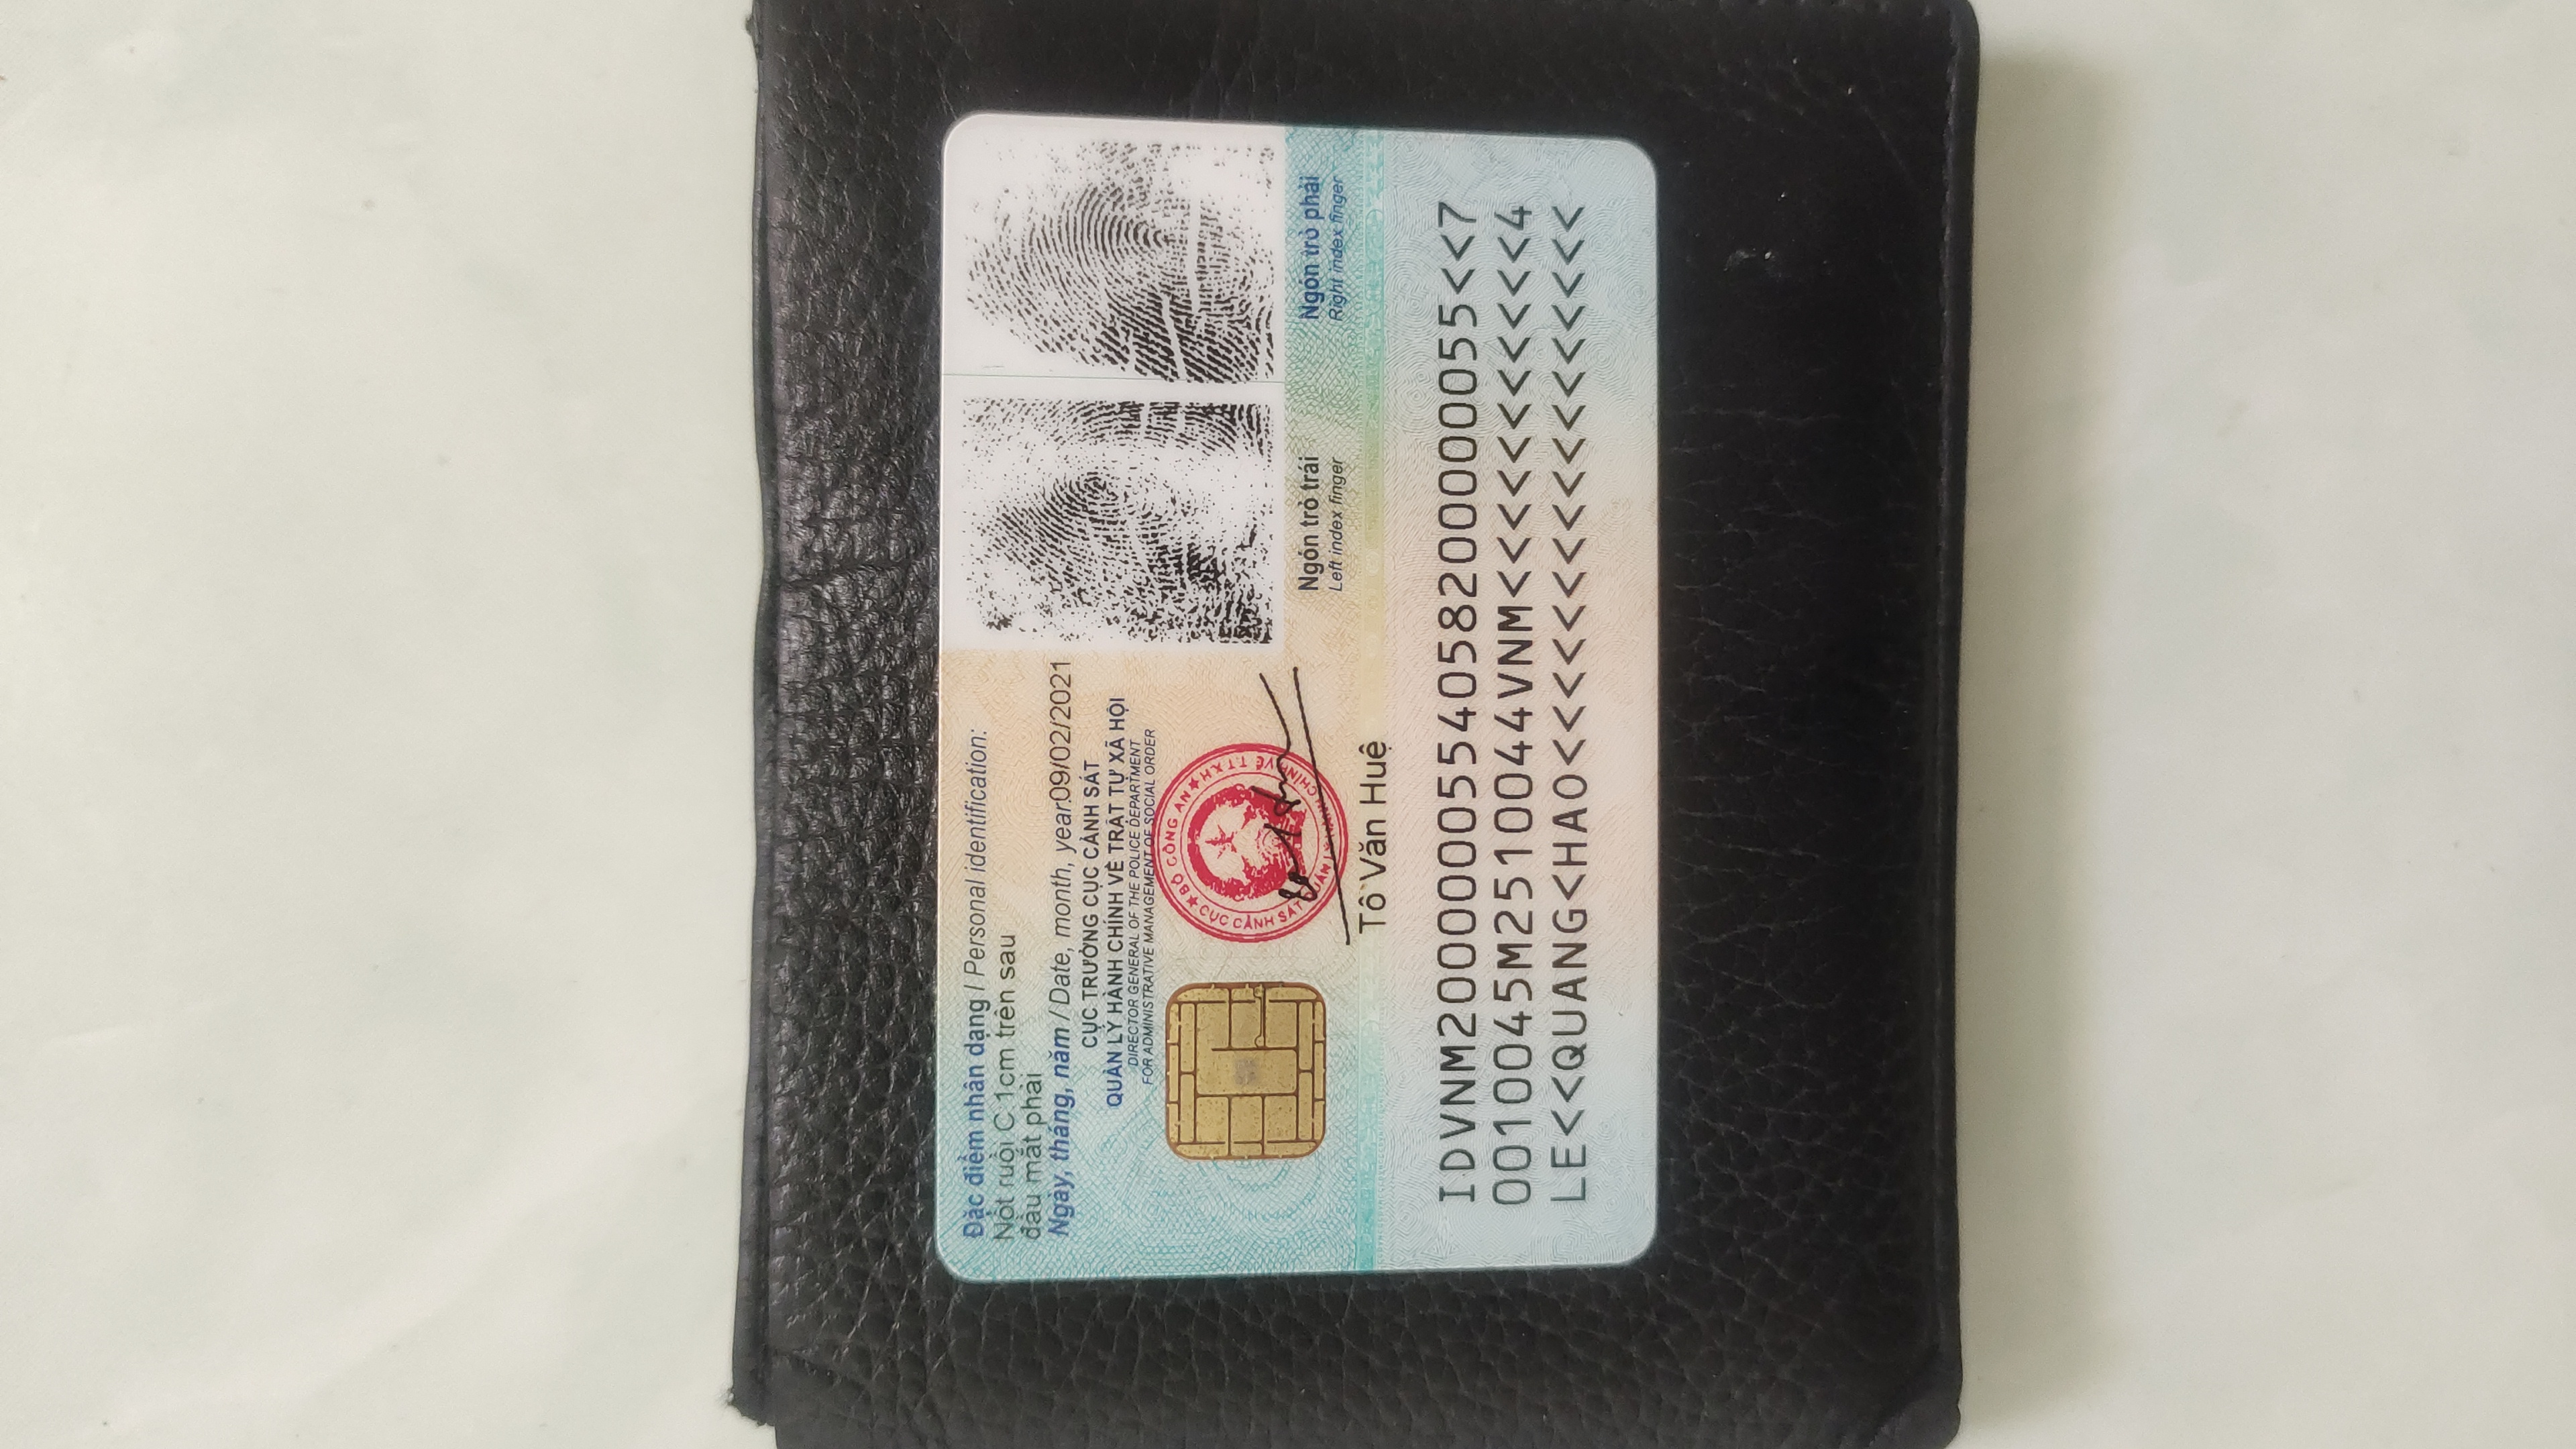 Đặc điểm nhân dạng / Personal identification:
Nốt ruồi C 1cm trên sau
đầu mắt phải
Ngày, tháng, năm / Date, month, year:09/02/2021
CỤC TRƯỞNG CỤC CẢNH SÁT
QUẢN LÝ HÀNH CHÍNH VỀ TRẬT TỰ XÃ HỘI
DIRECTOR GENERAL OF THE POLICE DEPARTMENT
FOR ADMINISTRATIVE MANAGEMENT OF SOCIAL ORDER
BỘ CÔNG AN
CỤC CẢNH SÁT QUẢN LÝ HÀNH CHÍNH VỀ TTXH
Tô Văn Huệ
Ngón trỏ trái
Left index finger
Ngón trỏ phải
Right index finger
IDVNM2000000554058200000055<<7
0010045M2510044VNM<<<<<<<<<<<4
LE<<QUANG<HAO<<<<<<<<<<<<<<<<<